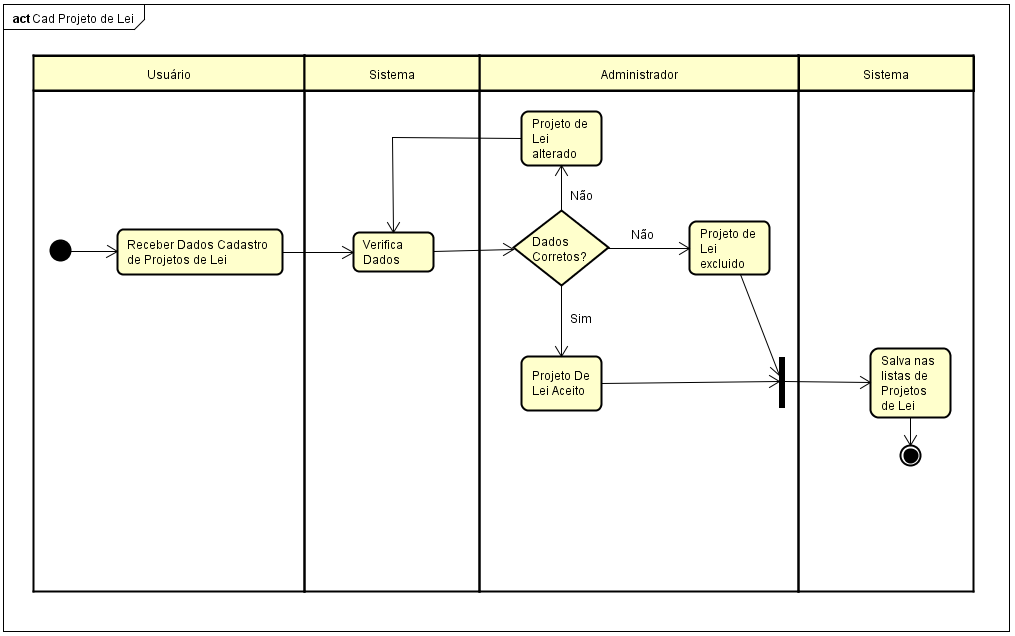 act Cad Projeto de Lei
Usuário
Sistema
Administrador
Sistema
Projeto de
Lei
alterado
Não
Receber Dados Cadastro
de Projetos de Lei
Verifica
Dados
Dados
Corretos?
Não
Projeto de
Lei
excluido
Sim
Projeto De
Lei Aceito
Salva nas
listas de
Projetos
de Lei